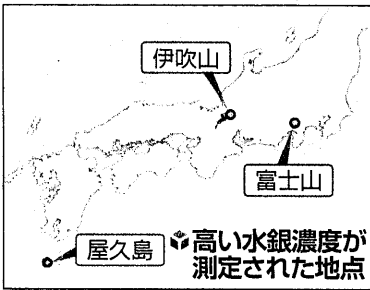 伊吹山
富士山
屋久島
高い水銀濃度が
測定された地点